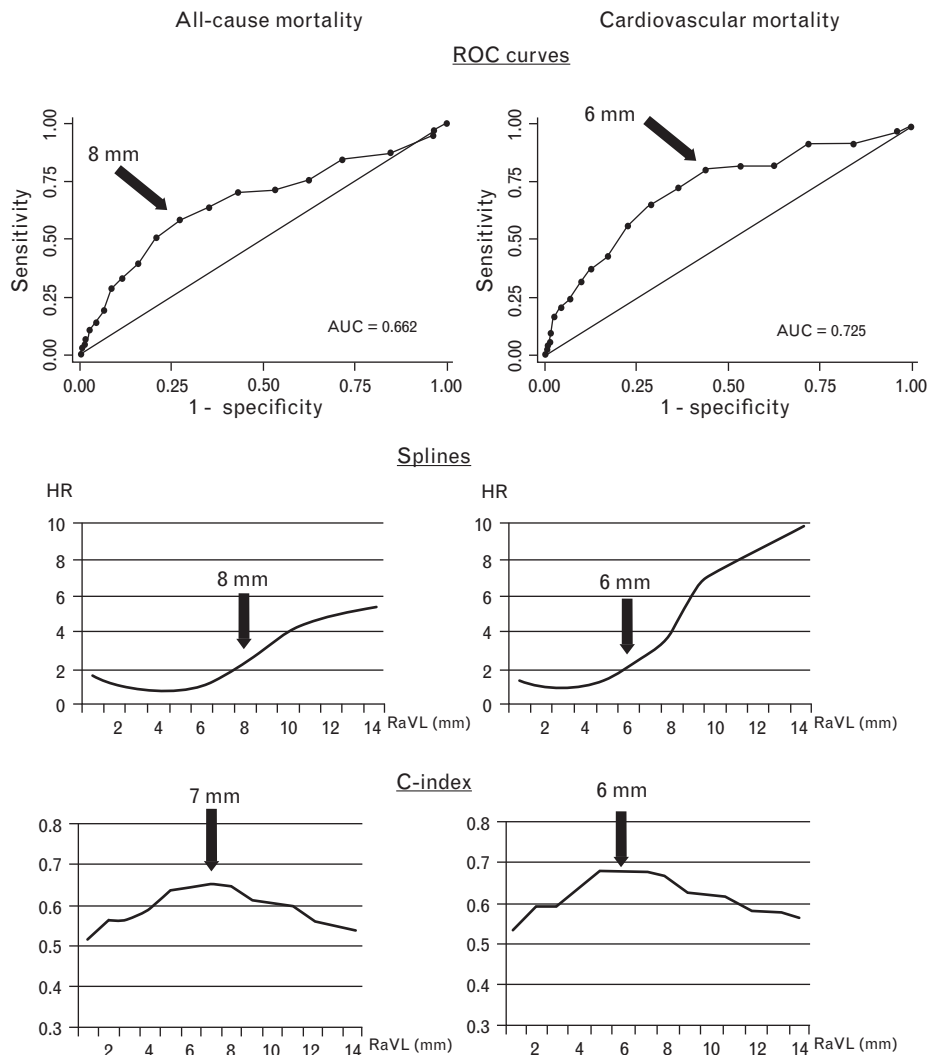 All-cause mortality Cardiovascular mortality
ROC curves
8 mm
Sensitivity
1.00
0.75
0.50
0.25
0.00
AUC = 0.662
0.00 0.25 0.50 0.75 1.00
1 - specificity
6 mm
Sensitivity
1.00
0.75
0.50
0.25
0.00
AUC = 0.725
0.00 0.25 0.50 0.75 1.00
1 - specificity
Splines
HR
10
8
6
4
2
0
8 mm
2 4 6 8 10 12 14 RaVL (mm)
HR
10
8
6
4
2
0
6 mm
2 4 6 8 10 12 14 RaVL (mm)
C-index
7 mm
0.8
0.7
0.6
0.5
0.4
0.3
2 4 6 8 10 12 14 RaVL (mm)
6 mm
0.8
0.7
0.6
0.5
0.4
0.3
2 4 6 8 10 12 14 RaVL (mm)